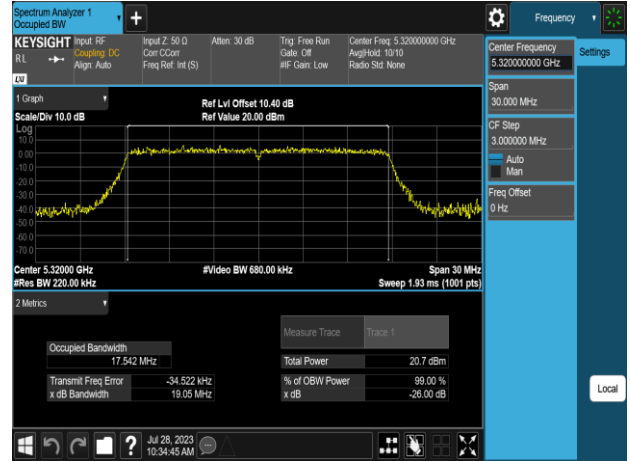 Spectrum Analyzer 1
Occupied BW
Frequency
KEYSIGHT
Input: RF
Coupling: DC
Align: Auto
Input Z: 50 Ω
Corr CCorr
Freq Ref: Int (S)
Atten: 30 dB
Trig: Free Run
Gate: Off
#IF Gain: Low
Center Freq: 5.320000000 GHz
Avg|Hold: 10/10
Radio Std: None
R L
LXI
Center Frequency
5.320000000 GHz
Settings
Span
30.000 MHz
CF Step
3.000000 MHz
Auto
Man
Freq Offset
0 Hz
1 Graph
Scale/Div 10.0 dB
Ref Lvl Offset 10.40 dB
Ref Value 20.00 dBm
Log
10.0
0.00
-10.0
-20.0
-30.0
-40.0
-50.0
-60.0
-70.0
Center 5.32000 GHz
#Res BW 220.00 kHz
#Video BW 680.00 kHz
Span 30 MHz
Sweep 1.93 ms (1001 pts)
2 Metrics
Measure Trace
Trace 1
Occupied Bandwidth
17.542 MHz
Total Power
20.7 dBm
Transmit Freq Error
-34.522 kHz
% of OBW Power
99.00 %
x dB Bandwidth
19.05 MHz
x dB
-26.00 dB
Local
?
Jul 28, 2023
10:34:45 AM